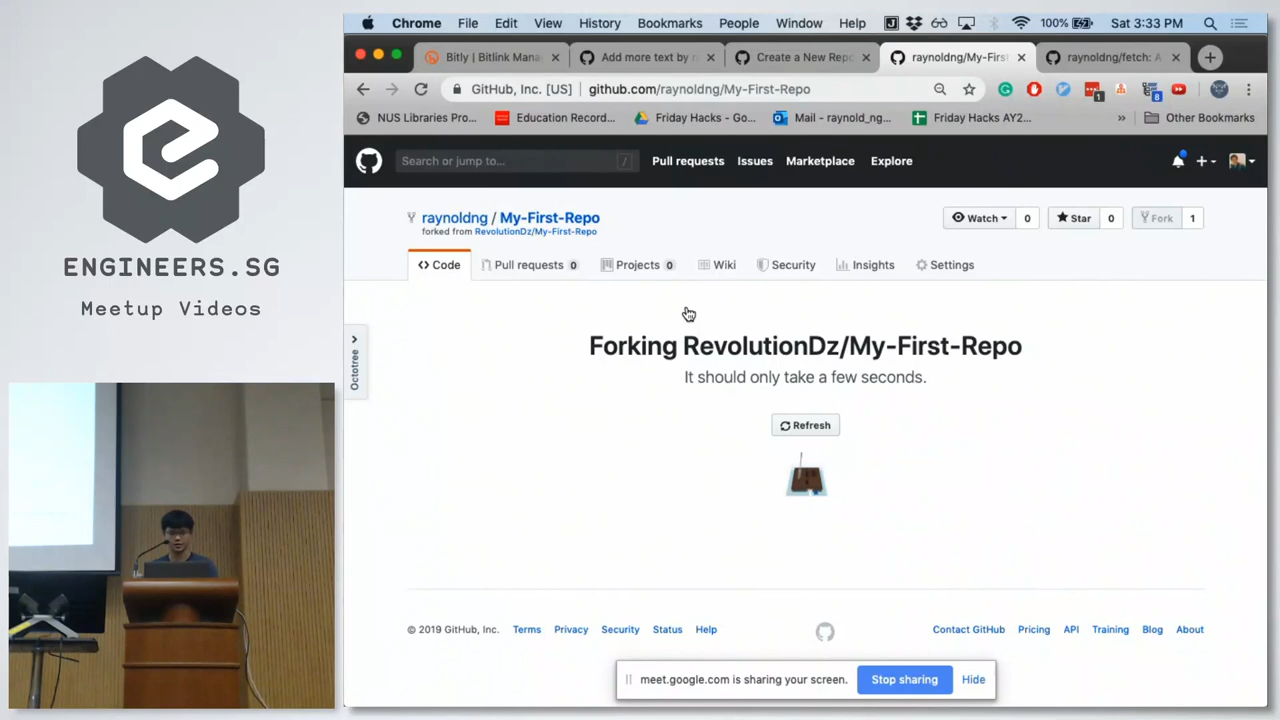 ENGINEERS.SG
Meetup Videos
Chrome File Edit View History Bookmarks People Window Help 100% Sat 3:33 PM
Bitly | Bitlink Mana
Add more text by
Create a New Repo
raynoldng/My-Firs
raynoldng/fetch: A
GitHub, Inc. [US] github.com/raynoldng/My-First-Repo
1
8
NUS Libraries Pro...
Education Record...
Friday Hacks - Go...
Mail - raynold_ng...
Friday Hacks AY2...
» Other Bookmarks
Search or jump to... /
Pull requests Issues Marketplace Explore
raynoldng / My-First-Repo
forked from RevolutionDz/My-First-Repo
Watch 0 Star 0 Fork 1
Code Pull requests 0 Projects 0 Wiki Security Insights Settings
Octotree
Forking RevolutionDz/My-First-Repo
It should only take a few seconds.
Refresh
© 2019 GitHub, Inc. Terms Privacy Security Status Help
Contact GitHub Pricing API Training Blog About
meet.google.com is sharing your screen. Stop sharing Hide